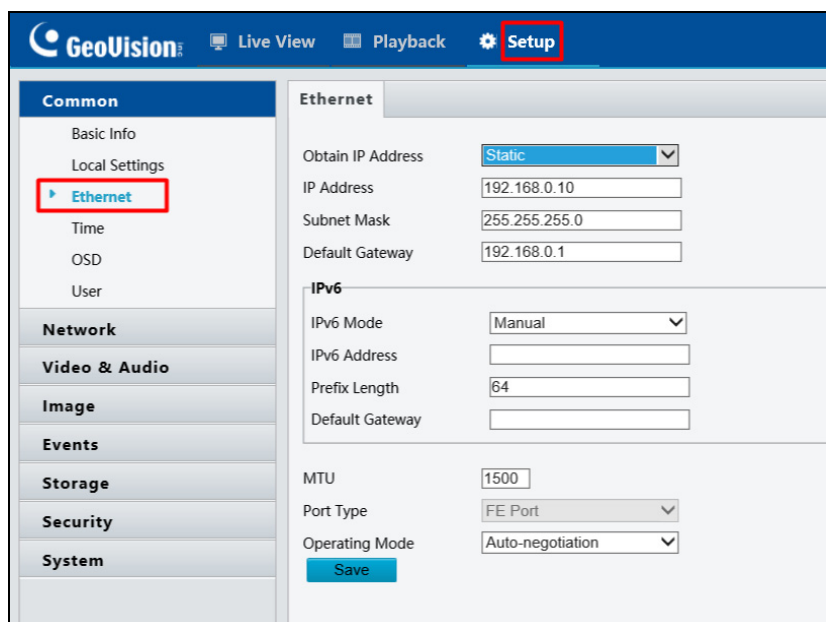 GeoVision
Live View
Playback
Setup
Common
Basic Info
Local Settings
Ethernet
Time
OSD
User
Network
Video & Audio
Image
Events
Storage
Security
System
Ethernet
Obtain IP Address Static
IP Address 192.168.0.10
Subnet Mask 255.255.255.0
Default Gateway 192.168.0.1
IPv6
IPv6 Mode Manual
IPv6 Address
Prefix Length 64
Default Gateway
MTU 1500
Port Type FE Port
Operating Mode Auto-negotiation
Save